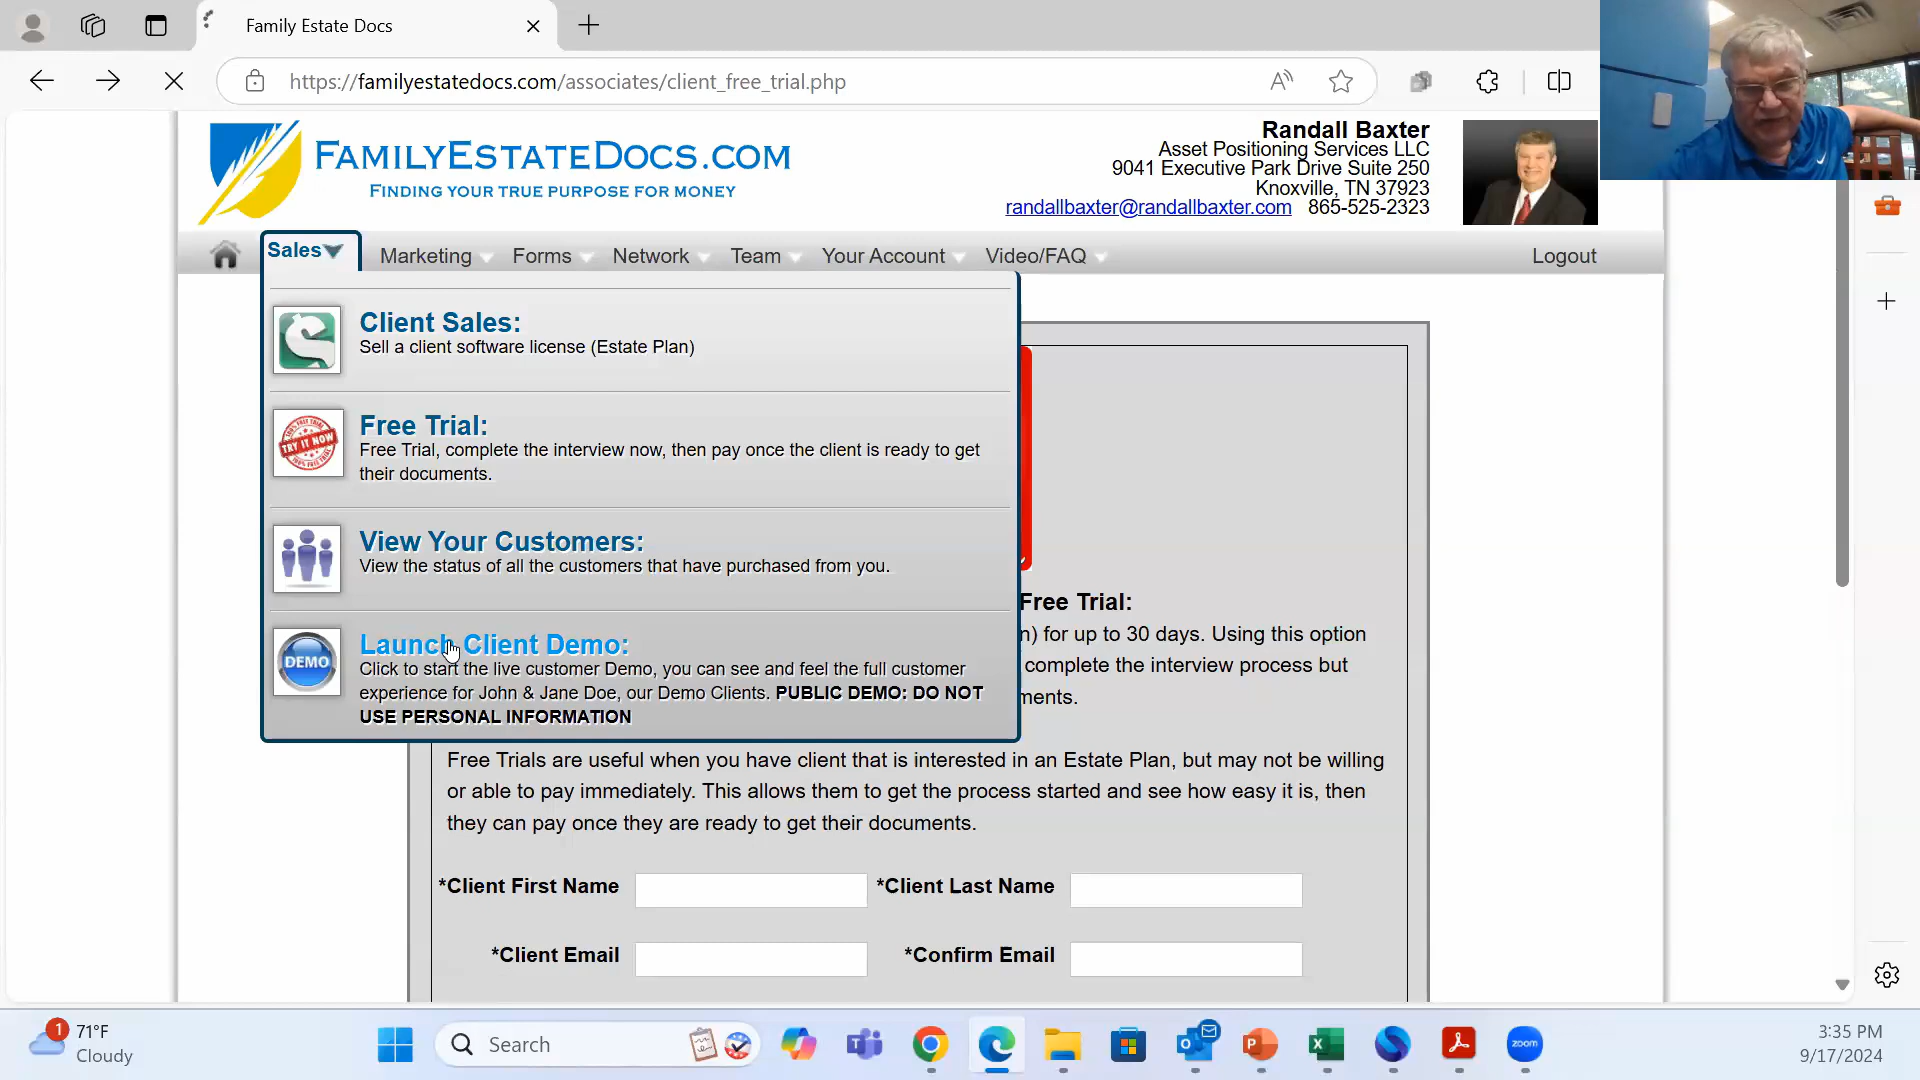 Family Estate Docs
https://familyestatedocs.com/associates/client_free_trial.php
FAMILYESTATEDOCS.COM
FINDING YOUR TRUE PURPOSE FOR MONEY
Randall Baxter
Asset Positioning Services LLC
9041 Executive Park Drive Suite 250
Knoxville, TN 37923
randallbaxter@randallbaxter.com 865-525-2323
Sales Marketing Forms Network Team Your Account Video/FAQ Logout
Client Sales:
Sell a client software license (Estate Plan)
TRY IT NOW
Free Trial:
Free Trial, complete the interview now, then pay once the client is ready to get
their documents.
View Your Customers:
View the status of all the customers that have purchased from you.
DEMO
Launch Client Demo:
Click to start the live customer Demo, you can see and feel the full customer
experience for John & Jane Doe, our Demo Clients. PUBLIC DEMO: DO NOT
USE PERSONAL INFORMATION
Free Trial:
n) for up to 30 days. Using this option
complete the interview process but
ments.
Free Trials are useful when you have client that is interested in an Estate Plan, but may not be willing
or able to pay immediately. This allows them to get the process started and see how easy it is, then
they can pay once they are ready to get their documents.
*Client First Name *Client Last Name
*Client Email *Confirm Email
1
71°F
Cloudy
Search
zoom
3:35 PM
9/17/2024